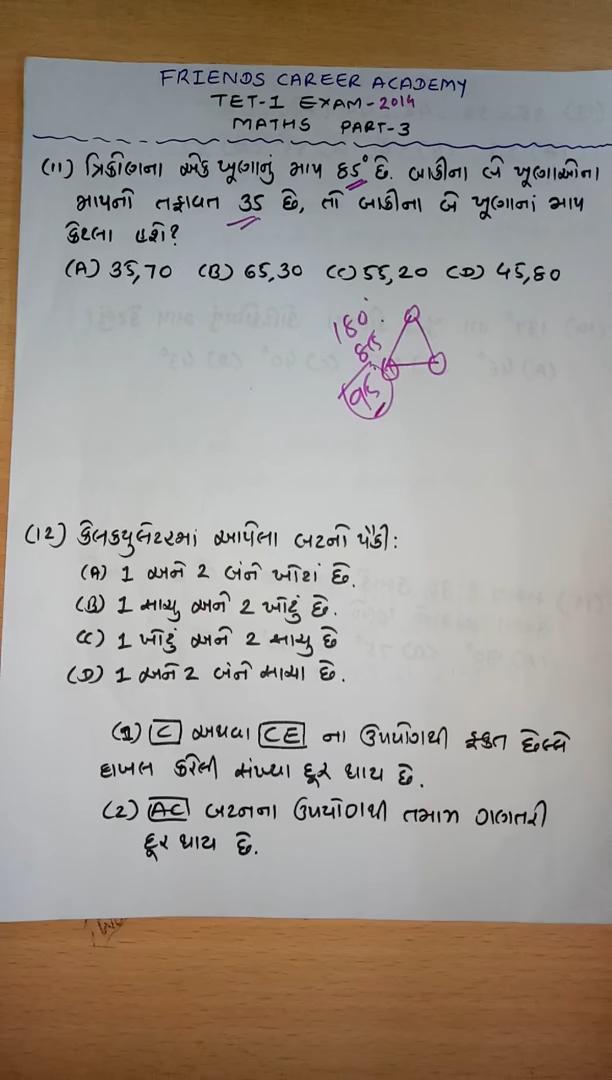 FRIENDS CAREER ACADEMY
TET-1 EXAM-2014
MATHS PART-3
(11) ત્રિકોણના એક ખૂણાનું માપ 85° છે. બાકીના બે ખૂણાઓના
માપનો તફાવત 35 છે, તો બાકીના બે ખૂણાનાં માપ
કેટલા હશે?
(A) 35,70 (B) 65,30 (C) 55,20 (D) 45,80
180°
85
95
(12) કેલક્યુલેટરમાં આપેલા બટનો પૈકી:
(A) 1 અને 2 બંને ખોટાં છે.
(B) 1 સાચુ અને 2 ખોટું છે.
(C) 1 ખોટું અને 2 સાચુ છે
(D) 1 અને 2 બંને સાચા છે.
(1) C અથવા CE ના ઉપયોગથી ફક્ત છેલ્લે
દાખલ કરેલી સંખ્યા દૂર થાય છે.
(2) AC બટનના ઉપયોગથી તમામ ગણતરી
દૂર થાય છે.